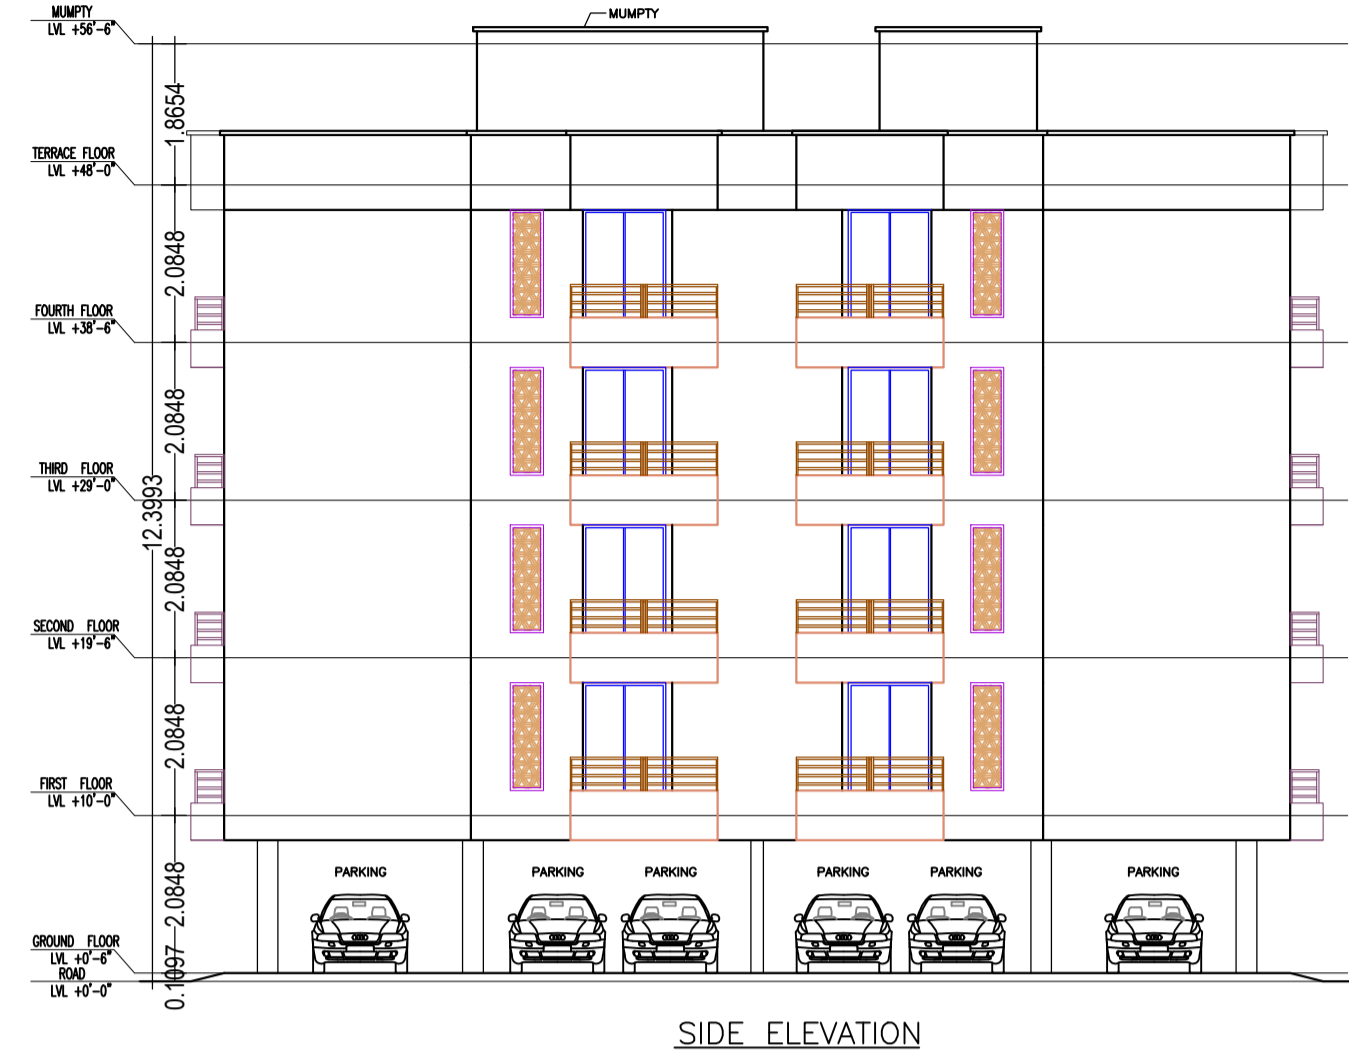 MUMPTY
LVL +56'-6"
MUMPTY
1.8654
TERRACE FLOOR
LVL +48'-0"
2.0848
FOURTH FLOOR
LVL +38'-6"
2.0848
THIRD FLOOR
LVL +29'-0"
12.3993
2.0848
SECOND FLOOR
LVL +19'-6"
2.0848
FIRST FLOOR
LVL +10'-0"
2.0848
PARKING PARKING PARKING PARKING PARKING PARKING
GROUND FLOOR
LVL +0'-6"
ROAD
LVL +0'-0"
0.1097
SIDE ELEVATION